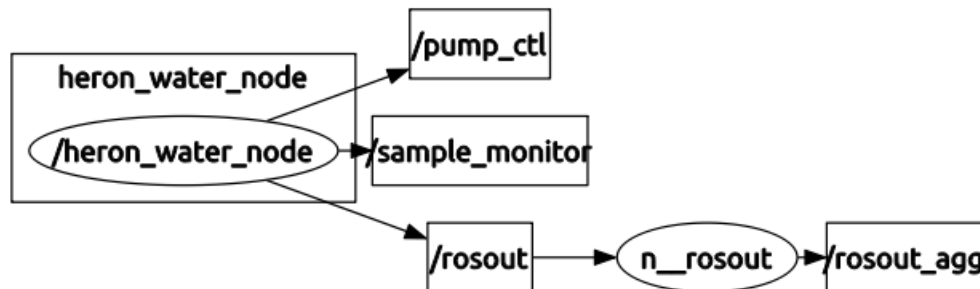 /pump_ctl
heron_water_node
/heron_water_node
/sample_monitor
/rosout
n__rosout
/rosout_agg